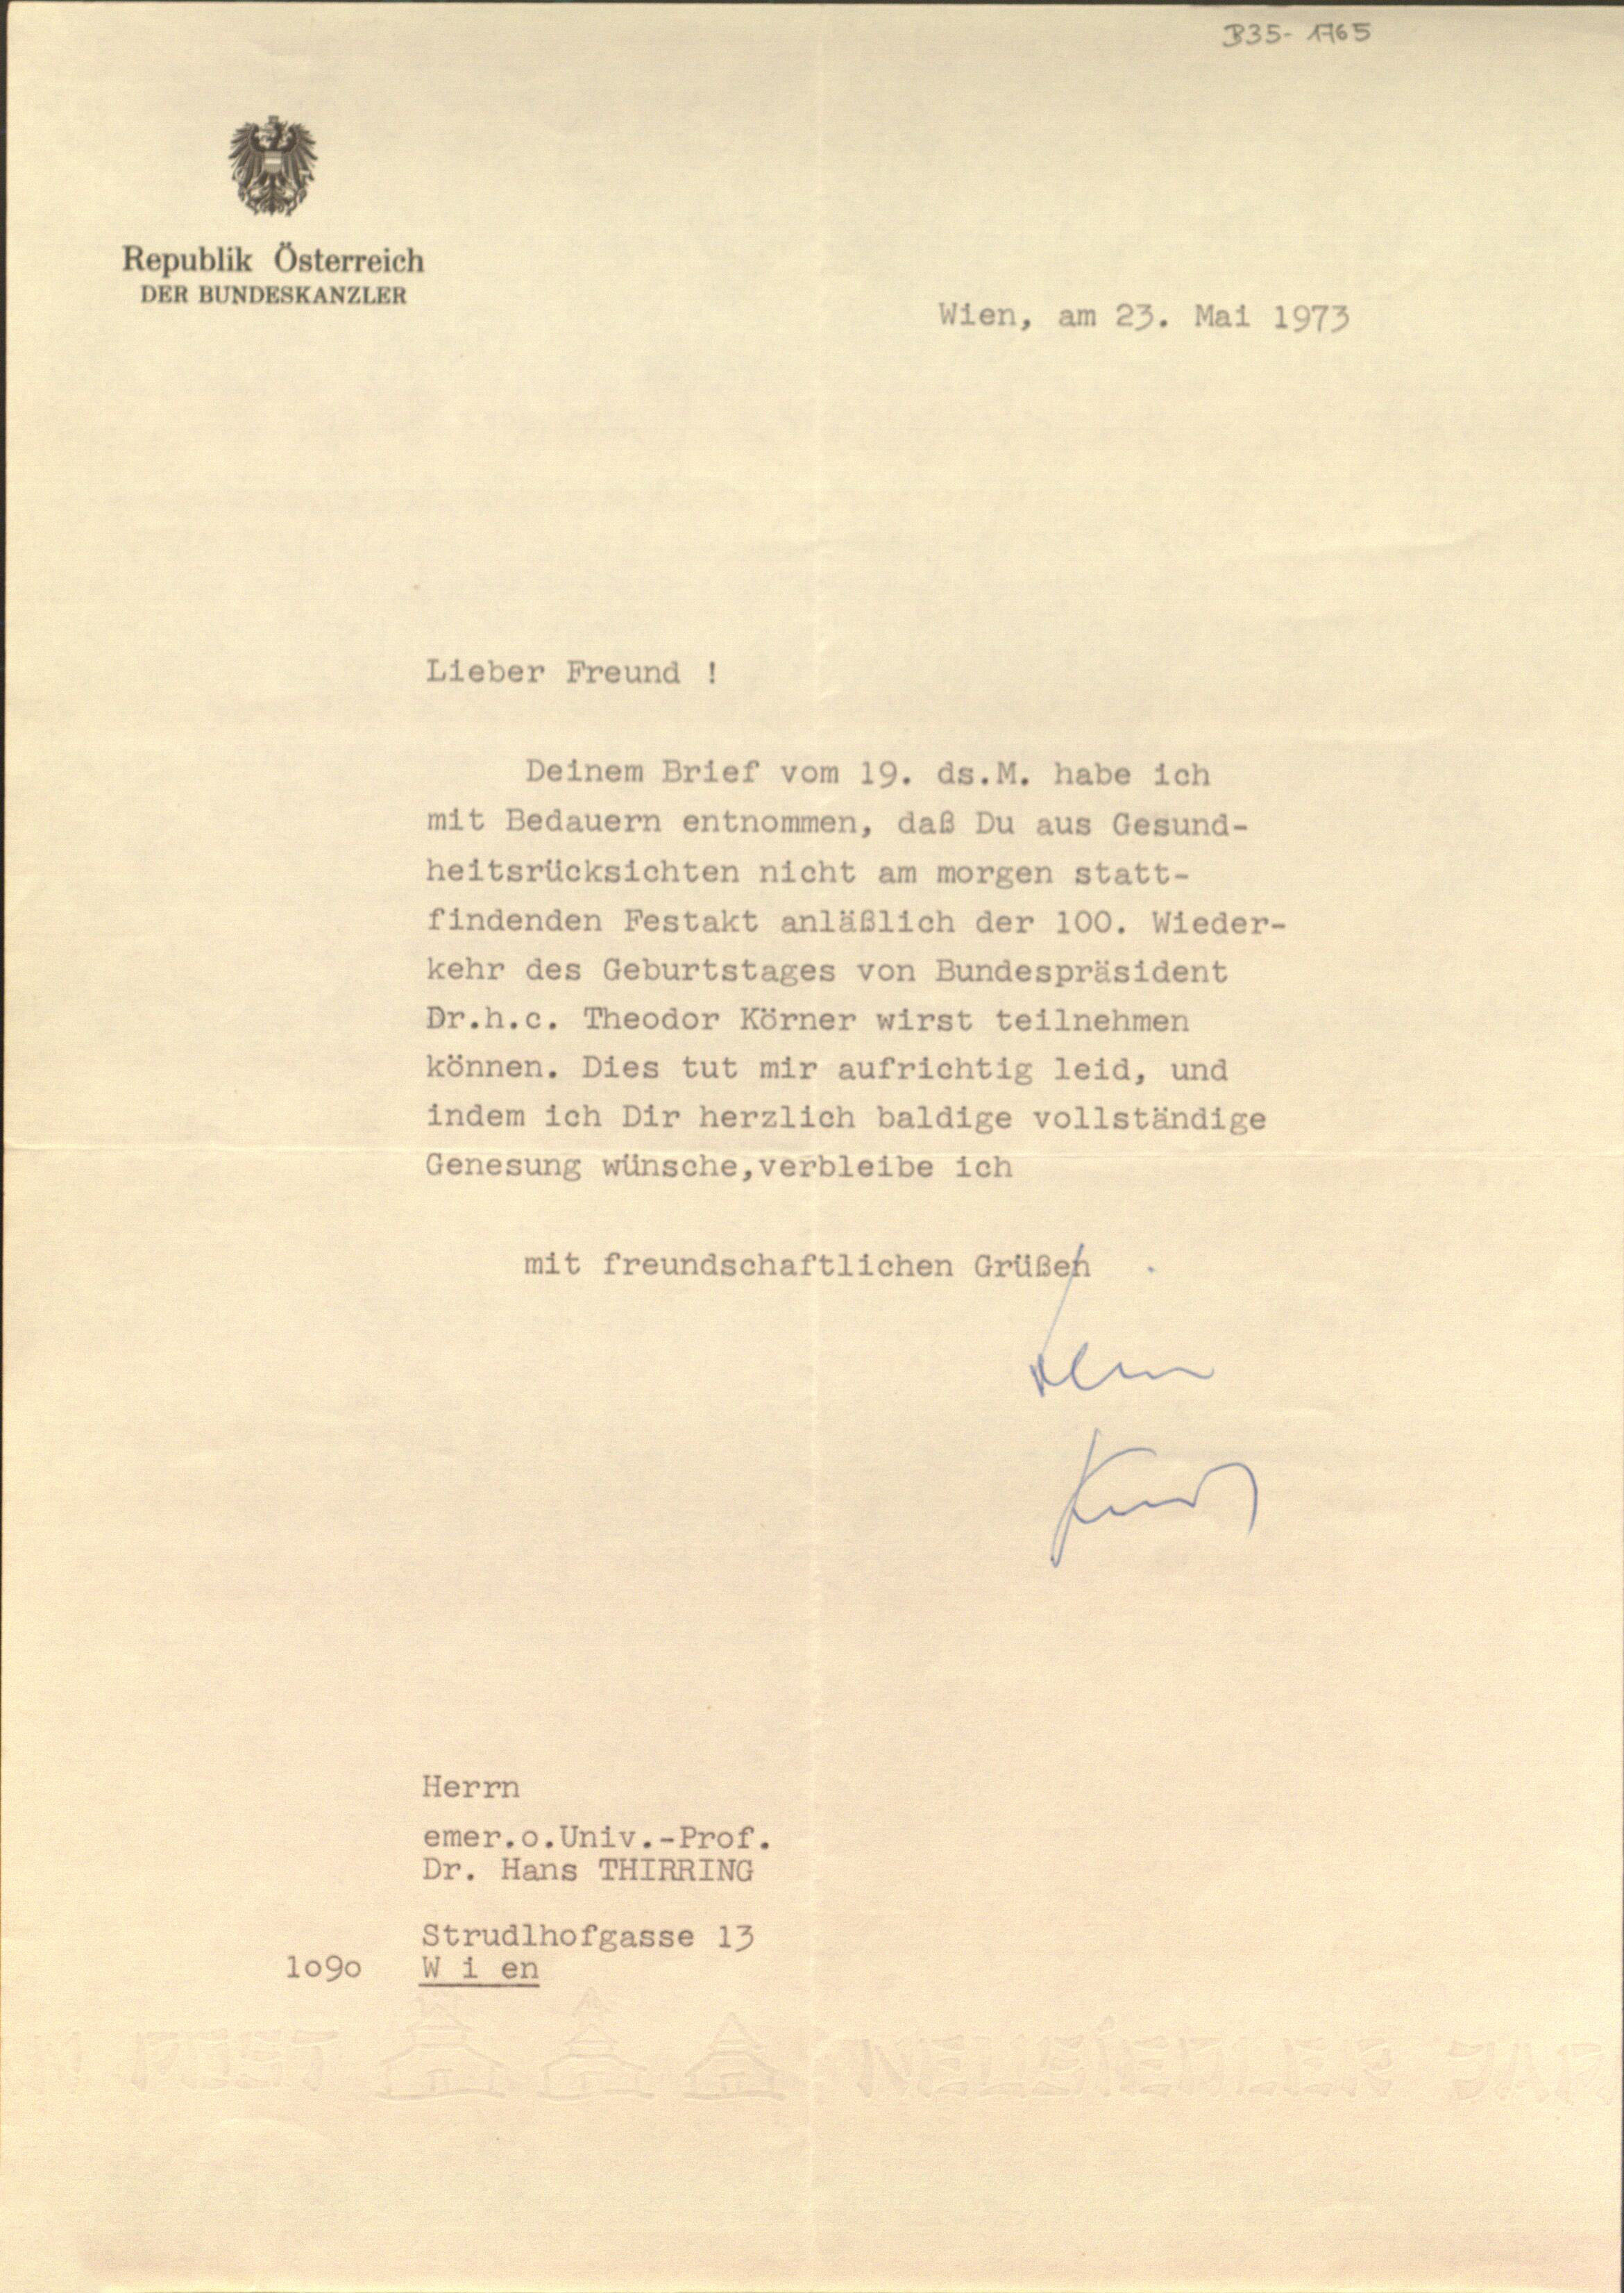 B35-1765
Republik Österreich
DER BUNDESKANZLER
Wien, am 23. Mai 1973
Lieber Freund !
Deinem Brief vom 19. ds.M. habe ich
mit Bedauern entnommen, daß Du aus Gesund-
heitsrücksichten nicht am morgen statt-
findenden Festakt anläßlich der 100. Wieder-
kehr des Geburtstages von Bundespräsident
Dr.h.c. Theodor Körner wirst teilnehmen
können. Dies tut mir aufrichtig leid, und
indem ich Dir herzlich baldige vollständige
Genesung wünsche,verbleibe ich
mit freundschaftlichen Grüßen
Herrn
emer.o.Univ.-Prof.
Dr. Hans THIRRING
Strudlhofgasse 13
1o9o W i en
POST NEUSIEDLER JAP